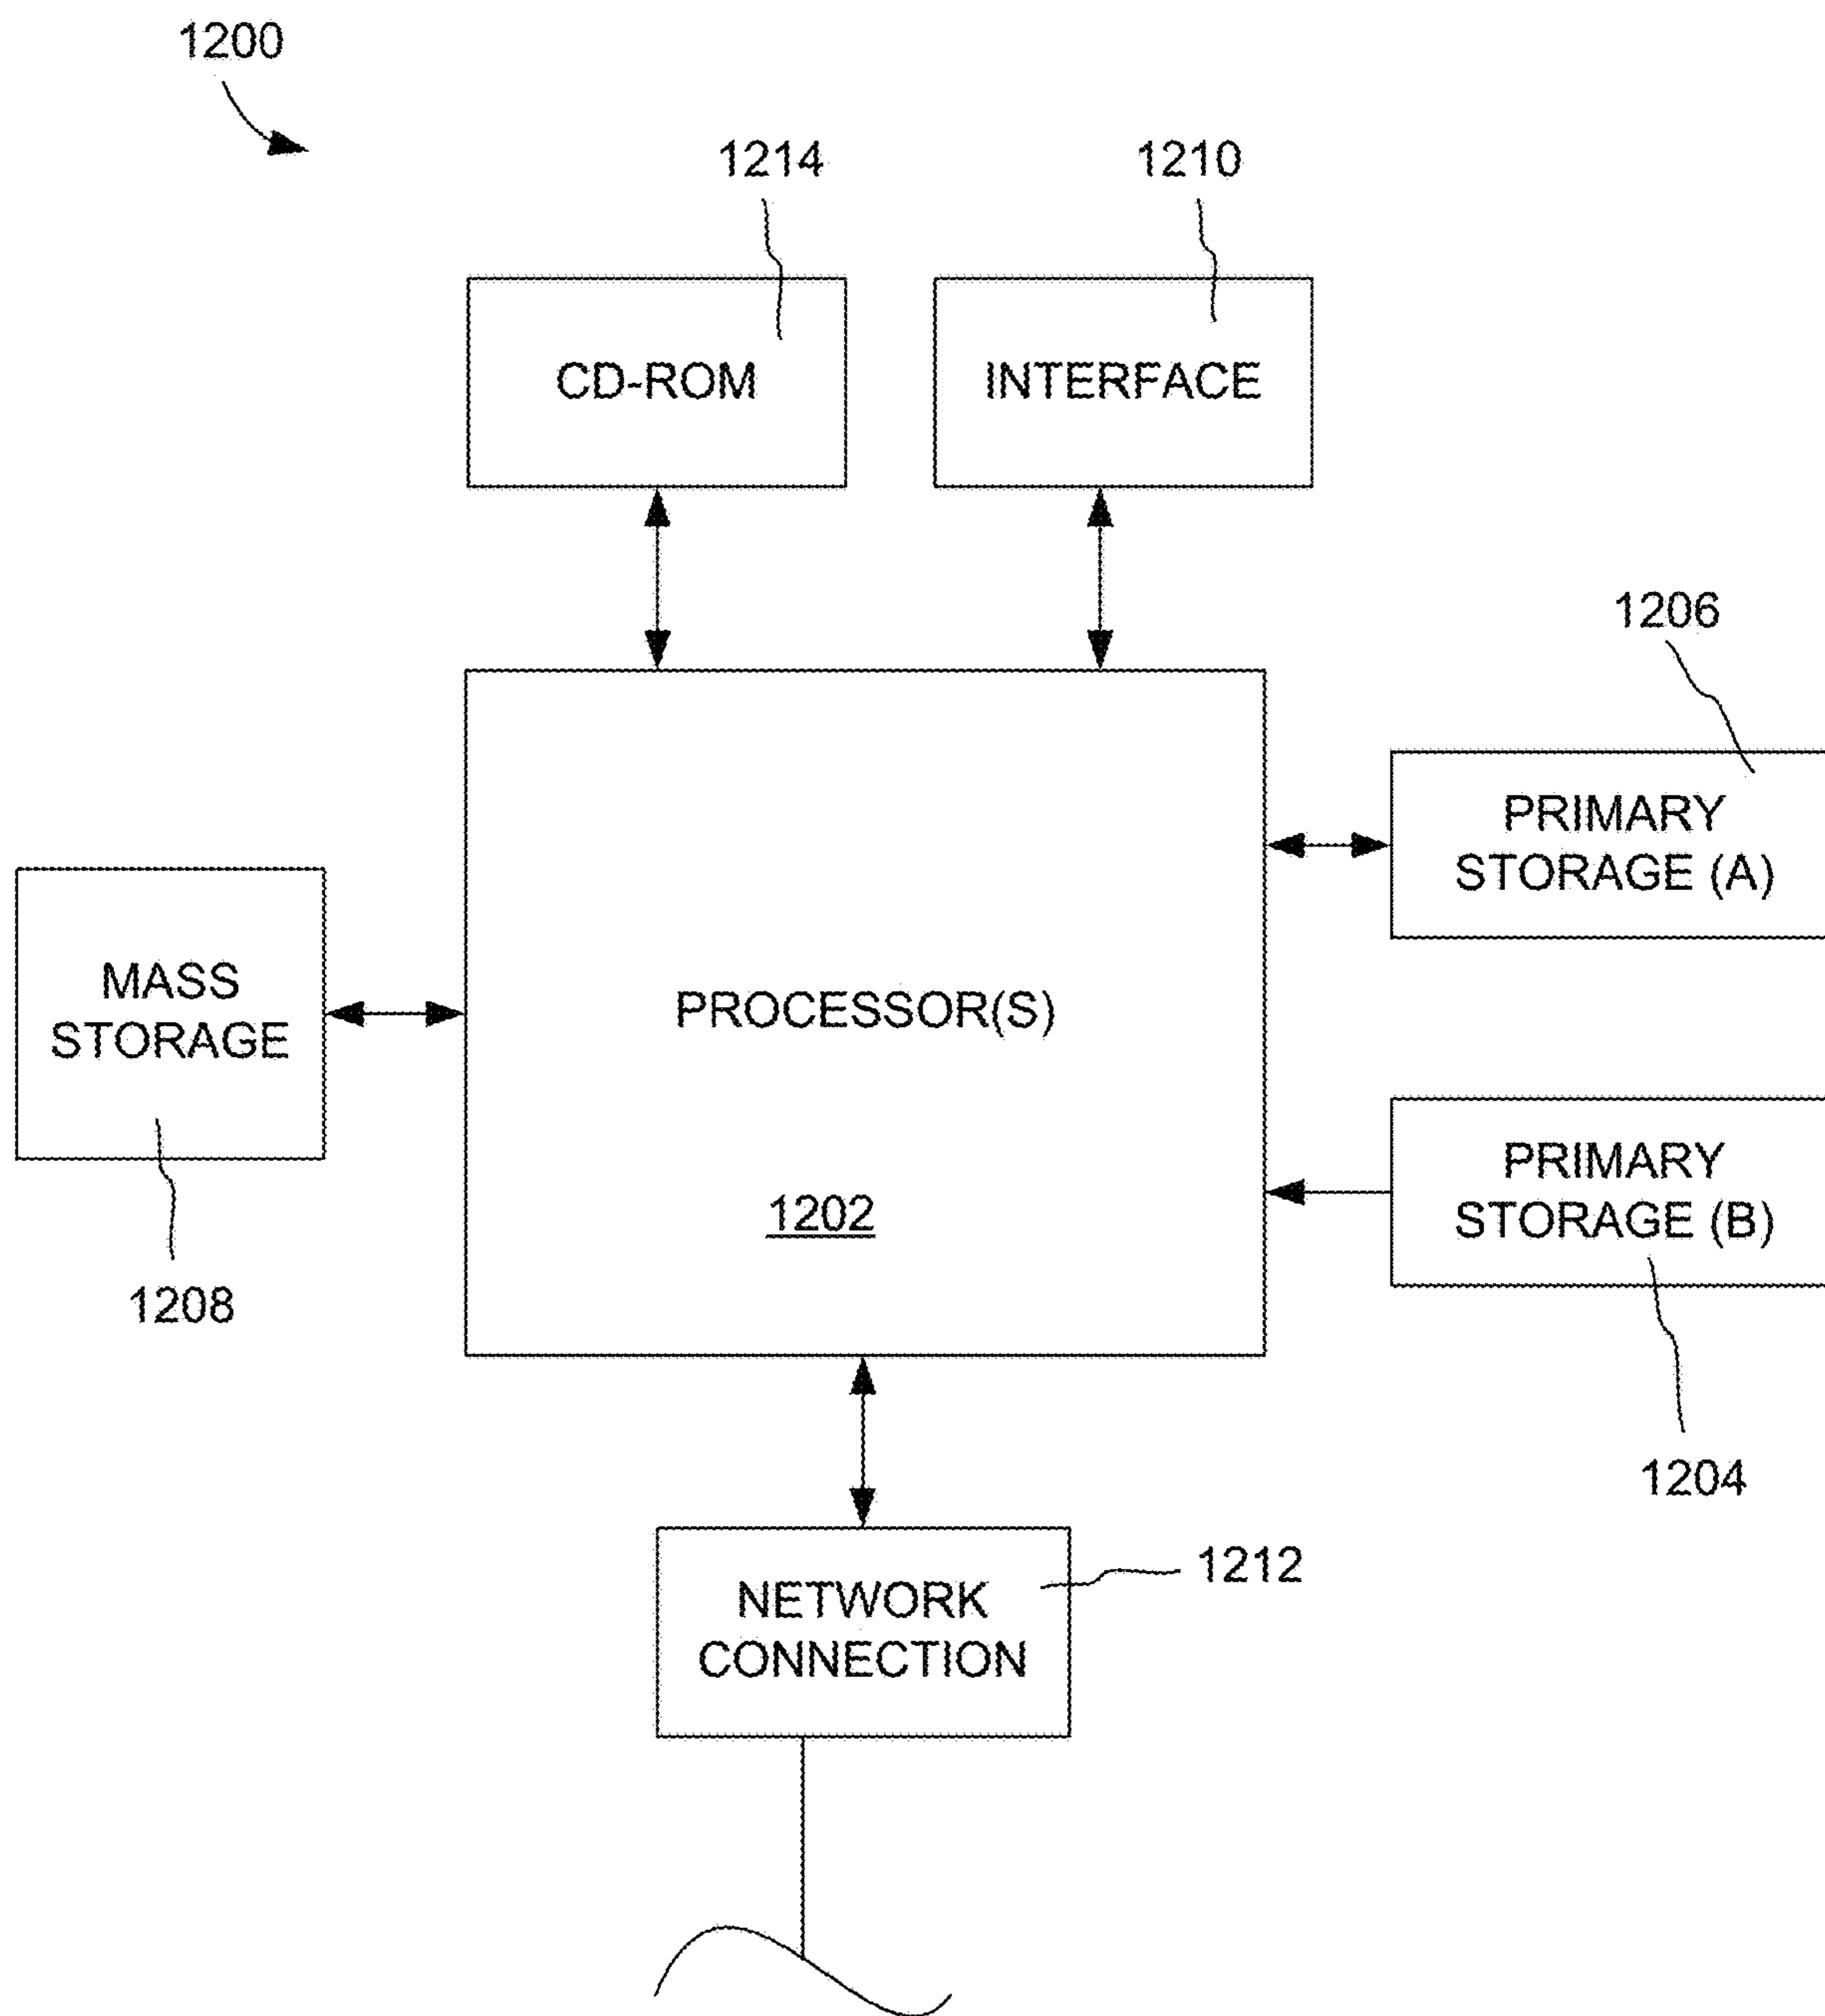 1200
1214
1210
CD-ROM
INTERFACE
1206
PRIMARY
STORAGE (A)
MASS
STORAGE
PROCESSOR(S)
PRIMARY
STORAGE (B)
1202
1208
1204
1212
NETWORK
CONNECTION